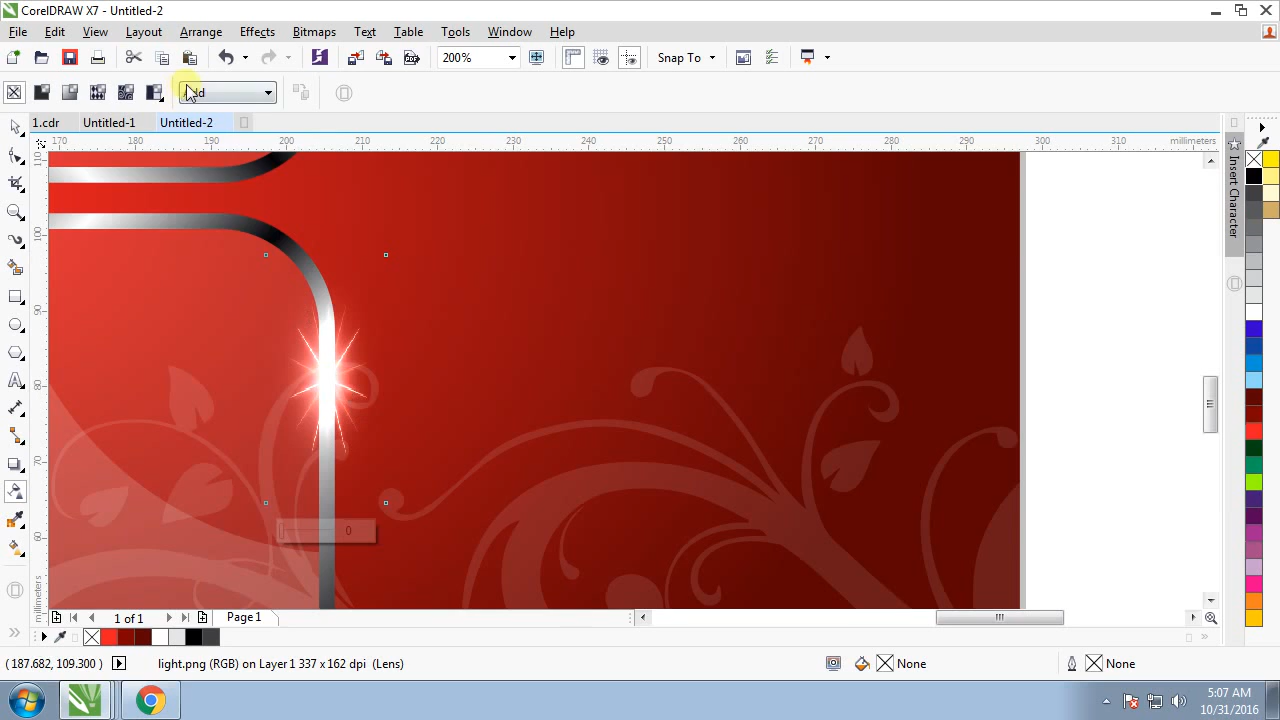 CorelDRAW X7 - Untitled-2
File Edit View Layout Arrange Effects Bitmaps Text Table Tools Window Help
200% Snap To
1.cdr Untitled-1 Untitled-2
170 180 190 200 210 220 230 240 250 260 270 280 290 300 310 millimeters
100
90
80
70
60
millimeters
Insert Character
0
1 of 1 Page 1
(187.682, 109.300) light.png (RGB) on Layer 1 337 x 162 dpi (Lens) None None
5:07 AM
10/31/2016